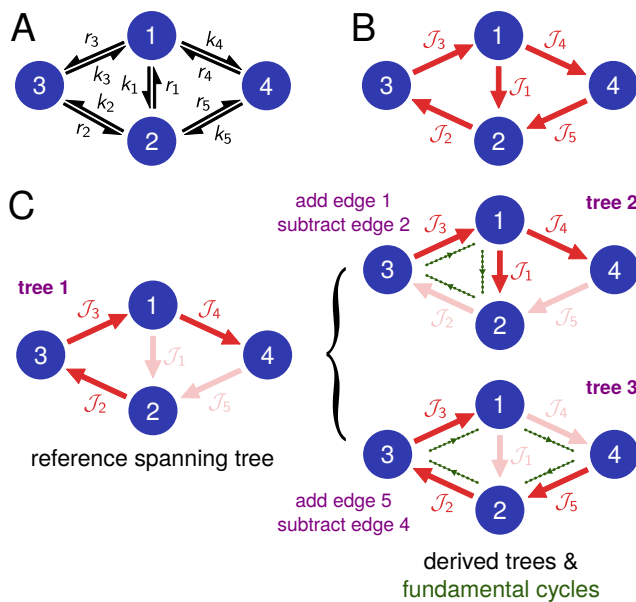 A
B
1
2
3
4
r₃
k₃
k₄
r₄
k₁
r₁
k₂
r₂
r₅
k₅
1
2
3
4
𝒥₃
𝒥₄
𝒥₁
𝒥₂
𝒥₅
C
tree 1
1
2
3
4
𝒥₃
𝒥₄
𝒥₁
𝒥₂
𝒥₅
reference spanning tree
add edge 1
subtract edge 2
tree 2
1
2
3
4
𝒥₃
𝒥₄
𝒥₁
𝒥₂
𝒥₅
tree 3
1
2
3
4
𝒥₃
𝒥₄
𝒥₁
𝒥₂
𝒥₅
add edge 5
subtract edge 4
derived trees &
fundamental cycles